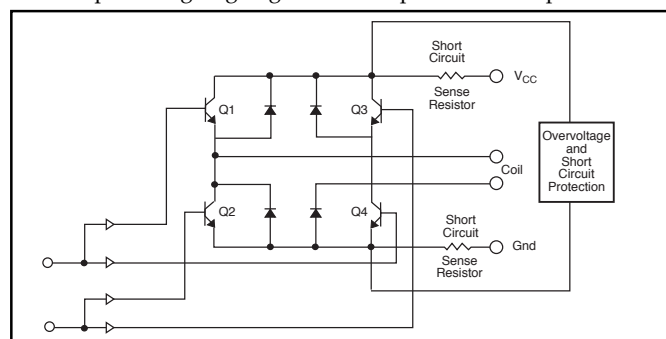 Short
Circuit
VCC
Sense
Resistor
Q1
Q3
Overvoltage
and
Short
Circuit
Protection
Coil
Q2
Q4
Short
Circuit
Gnd
Sense
Resistor